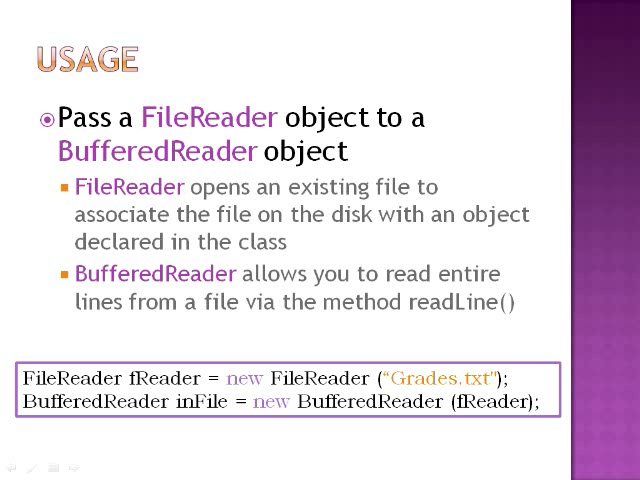 USAGE
Pass a FileReader object to a
BufferedReader object
FileReader opens an existing file to
associate the file on the disk with an object
declared in the class
BufferedReader allows you to read entire
lines from a file via the method readLine()
FileReader fReader = new FileReader (“Grades.txt”);
BufferedReader inFile = new BufferedReader (fReader);